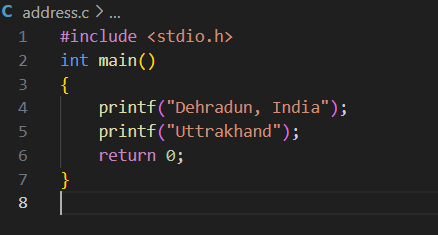 C address.c > ...
1 #include <stdio.h>
2 int main()
3 {
4     printf("Dehradun, India");
5     printf("Uttrakhand");
6     return 0;
7 }
8